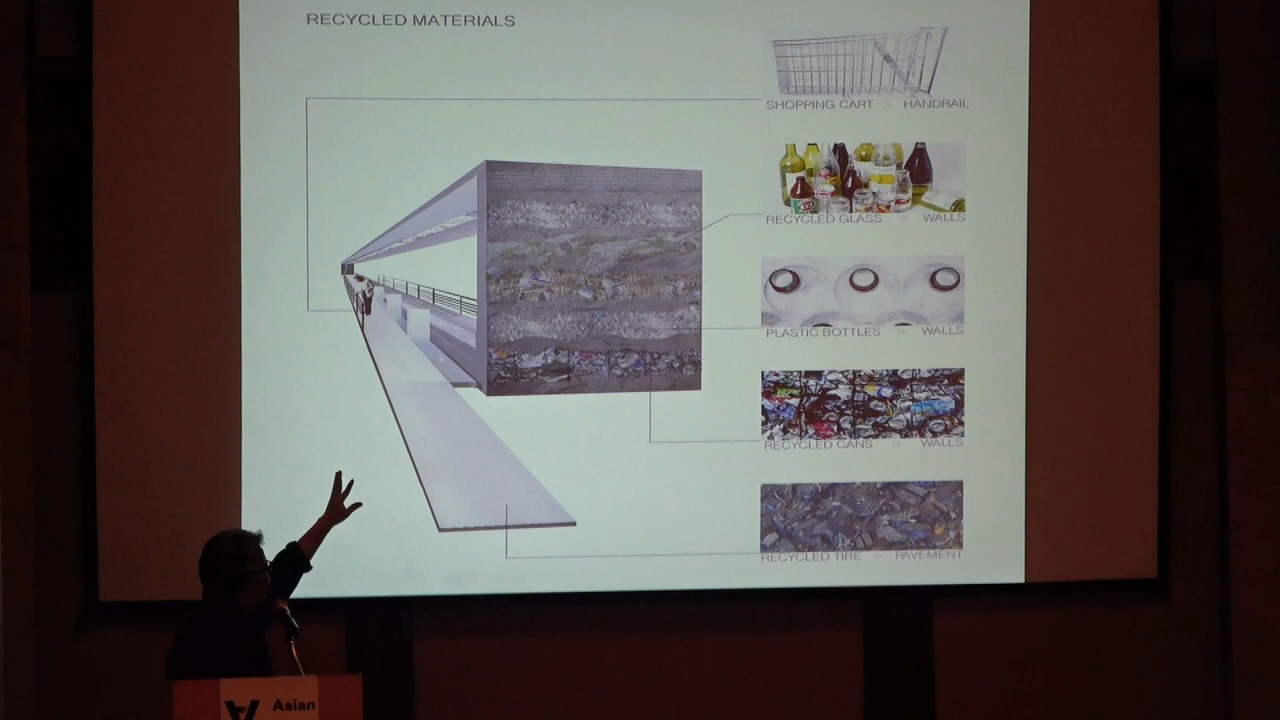 RECYCLED MATERIALS
SHOPPING CART > HANDRAIL
RECYCLED GLASS > WALLS
PLASTIC BOTTLES > WALLS
RECYCLED CANS > WALLS
RECYCLED TIRE > PAVEMENT
Asian